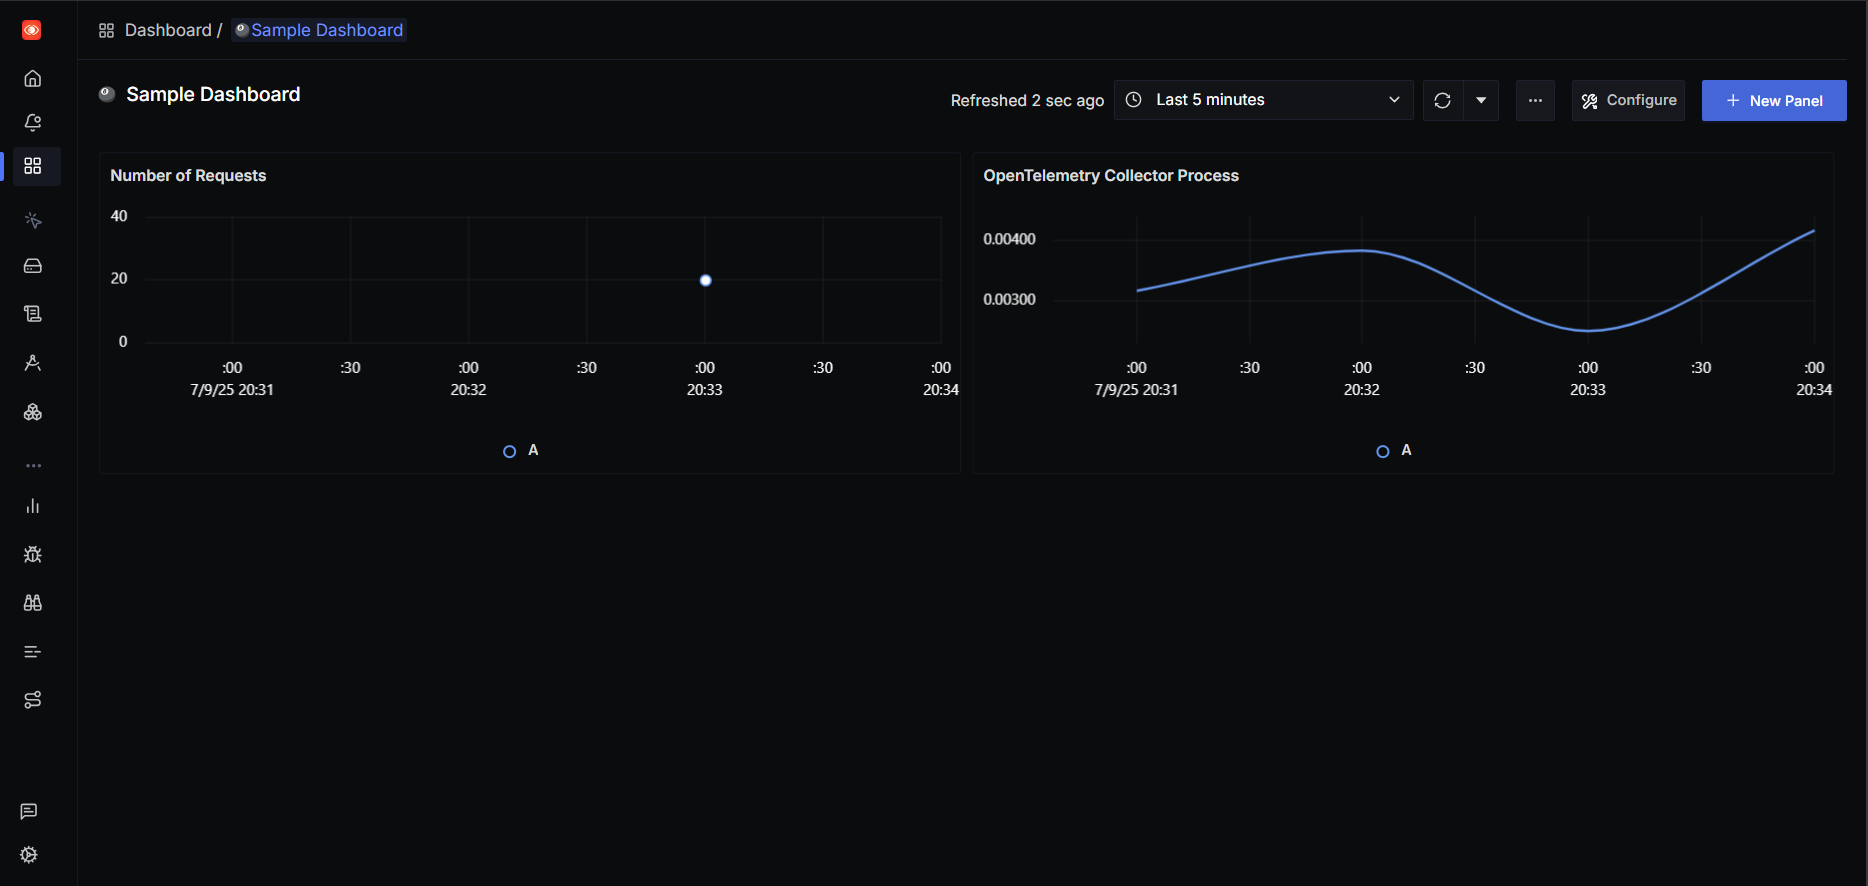 Dashboard / Sample Dashboard
Sample Dashboard
Refreshed 2 sec ago
Last 5 minutes
Configure
New Panel
Number of Requests
40
20
0
:00 :30 :00 :30 :00 :30 :00
7/9/25 20:31 20:32 20:33 20:34
A
OpenTelemetry Collector Process
0.00400
0.00300
:00 :30 :00 :30 :00 :30 :00
7/9/25 20:31 20:32 20:33 20:34
A